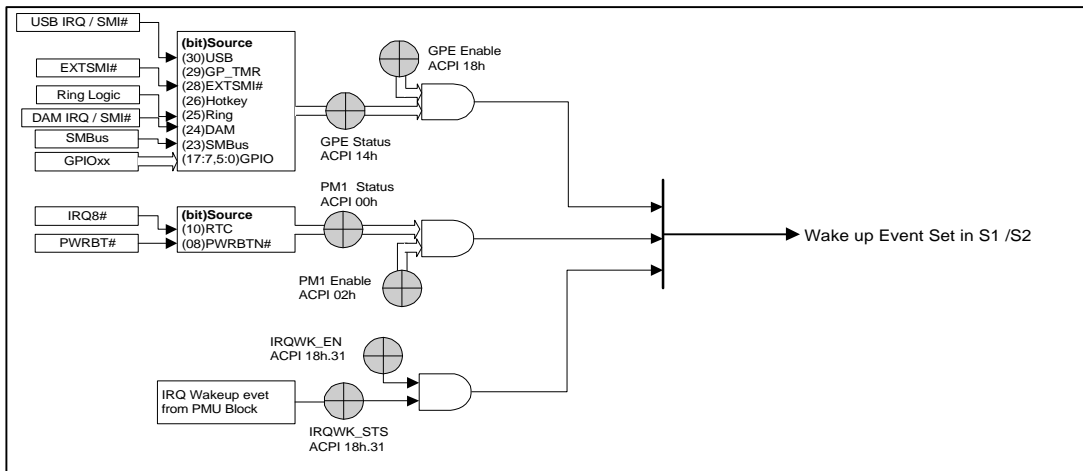 USB IRQ / SMI#
EXTSMI#
Ring Logic
DAM IRQ / SMI#
SMBus
GPIOxx
(bit)Source
(30)USB
(29)GP_TMR
(28)EXTSMI#
(26)Hotkey
(25)Ring
(24)DAM
(23)SMBus
(17:7,5:0)GPIO
GPE Enable
ACPI 18h
GPE Status
ACPI 14h
IRQ8#
PWRBT#
(bit)Source
(10)RTC
(08)PWRBTN#
PM1 Status
ACPI 00h
PM1 Enable
ACPI 02h
Wake up Event Set in S1 /S2
IRQWK_EN
ACPI 18h.31
IRQ Wakeup evet
from PMU Block
IRQWK_STS
ACPI 18h.31